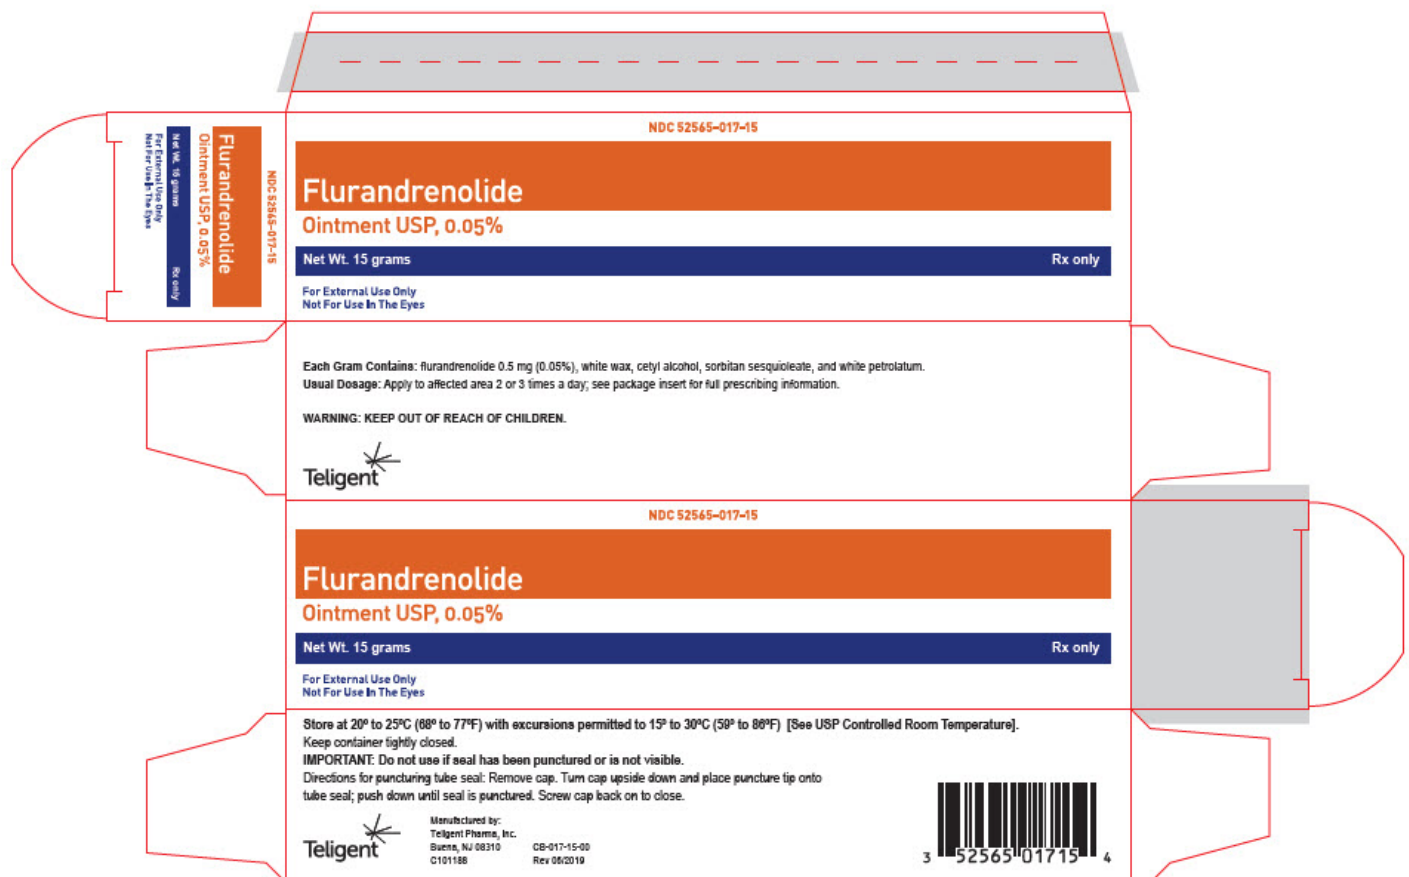 NDC 52565-017-15
Flurandrenolide
Ointment USP, 0.05%
Net Wt. 15 grams Rx only
For External Use Only
Not For Use In The Eyes
NDC 52565-017-15
Flurandrenolide
Ointment USP, 0.05%
Net Wt. 15 grams Rx only
For External Use Only
Not For Use In The Eyes
Each Gram Contains: flurandrenolide 0.5 mg (0.05%), white wax, cetyl alcohol, sorbitan sesquioleate, and white petrolatum.
Usual Dosage: Apply to affected area 2 or 3 times a day; see package insert for full prescribing information.
WARNING: KEEP OUT OF REACH OF CHILDREN.
Teligent
NDC 52565-017-15
Flurandrenolide
Ointment USP, 0.05%
Net Wt. 15 grams Rx only
For External Use Only
Not For Use In The Eyes
Store at 20º to 25ºC (68º to 77ºF) with excursions permitted to 15º to 30ºC (59º to 86ºF) [See USP Controlled Room Temperature].
Keep container tightly closed.
IMPORTANT: Do not use if seal has been punctured or is not visible.
Directions for puncturing tube seal: Remove cap. Turn cap upside down and place puncture tip onto
tube seal; push down until seal is punctured. Screw cap back on to close.
Teligent
Manufactured by:
Teligent Pharma, Inc.
Buena, NJ 08310 CB-017-15-00
C101188 Rev 06/2019
3 52565 01715 4